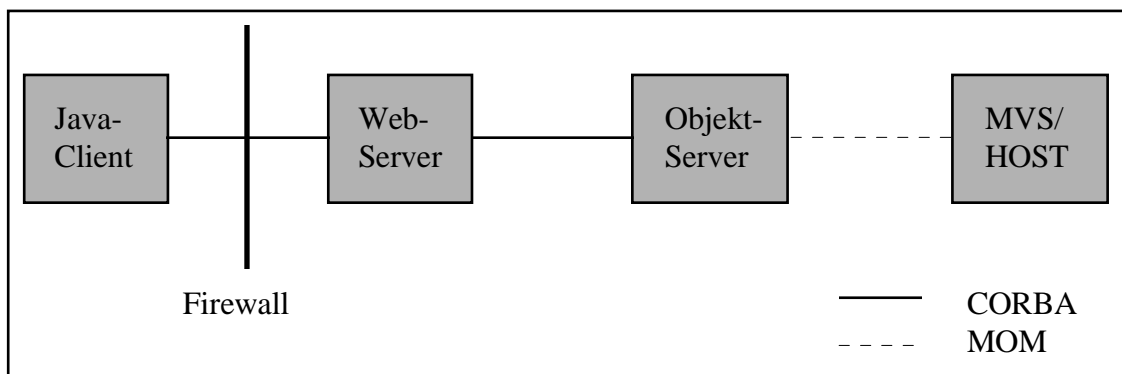 Java-
Client
Web-
Server
Objekt-
Server
MVS/
HOST
Firewall
CORBA
MOM